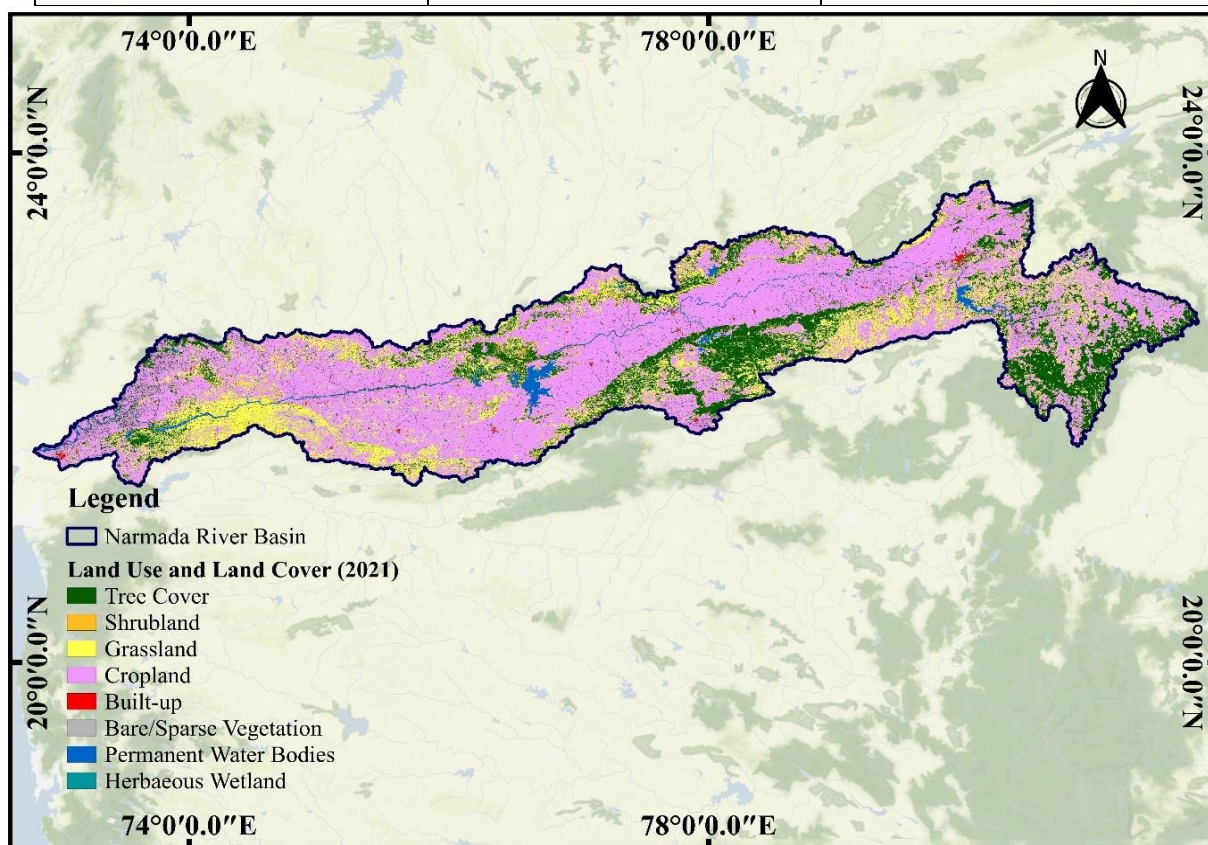 74°0′0.0″E 78°0′0.0″E
N
24°0′0.0″N
24°0′0.0″N
Legend
Narmada River Basin
Land Use and Land Cover (2021)
Tree Cover
Shrubland
Grassland
Cropland
Built-up
Bare/Sparse Vegetation
Permanent Water Bodies
Herbaeous Wetland
20°0′0.0″N
20°0′0.0″N
74°0′0.0″E 78°0′0.0″E